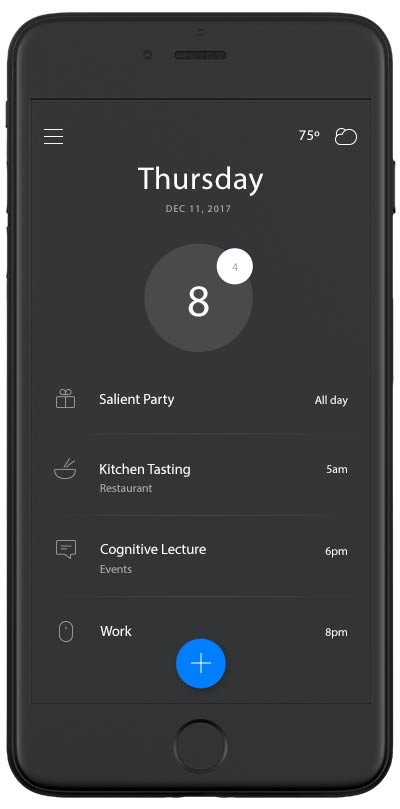 75º
Thursday
DEC 11, 2017
4
8
Salient Party All day
Kitchen Tasting 5am
Restaurant
Cognitive Lecture 6pm
Events
Work 8pm